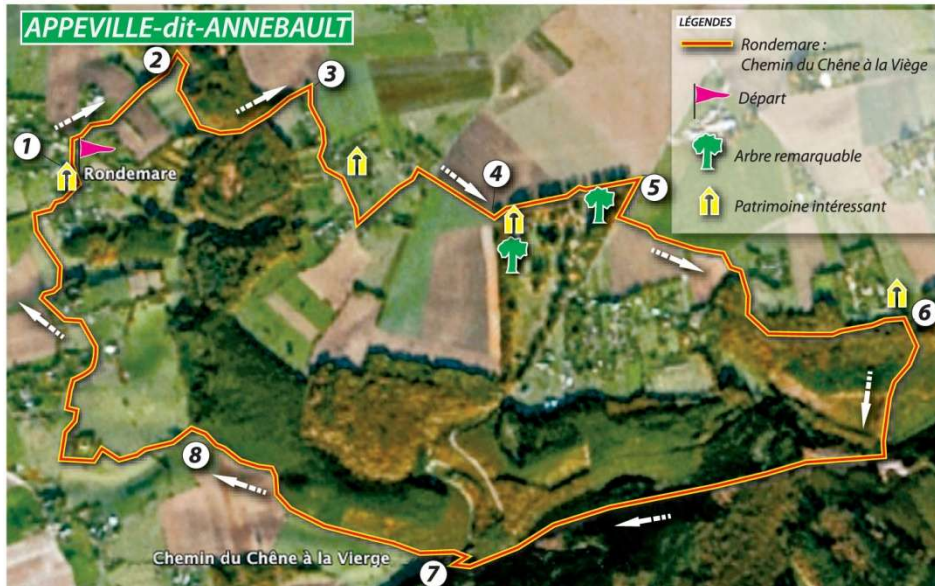 APPEVILLE-dit-ANNEBAULT
LÉGENDES
Rondemare :
Chemin du Chêne à la Viège
Départ
Arbre remarquable
Patrimoine intéressant
2
3
1
Rondemare
4
5
6
8
Chemin du Chêne à la Vierge
7